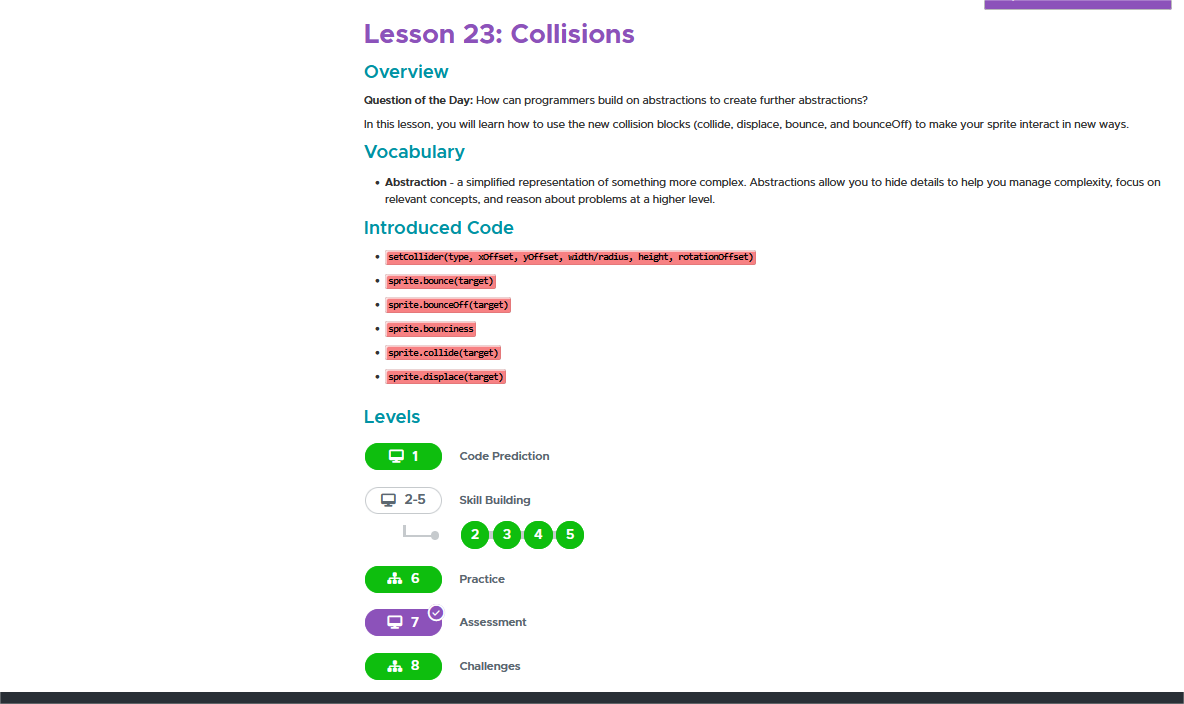 Lesson 23: Collisions
Overview
Question of the Day: How can programmers build on abstractions to create further abstractions?
In this lesson, you will learn how to use the new collision blocks (collide, displace, bounce, and bounceOff) to make your sprite interact in new ways.
Vocabulary
• Abstraction - a simplified representation of something more complex. Abstractions allow you to hide details to help you manage complexity, focus on
relevant concepts, and reason about problems at a higher level.
Introduced Code
• setCollider(type, xOffset, yOffset, width/radius, height, rotationOffset)
• sprite.bounce(target)
• sprite.bounceOff(target)
• sprite.bounciness
• sprite.collide(target)
• sprite.displace(target)
Levels
1 Code Prediction
2-5 Skill Building
2 3 4 5
6 Practice
7 Assessment
8 Challenges